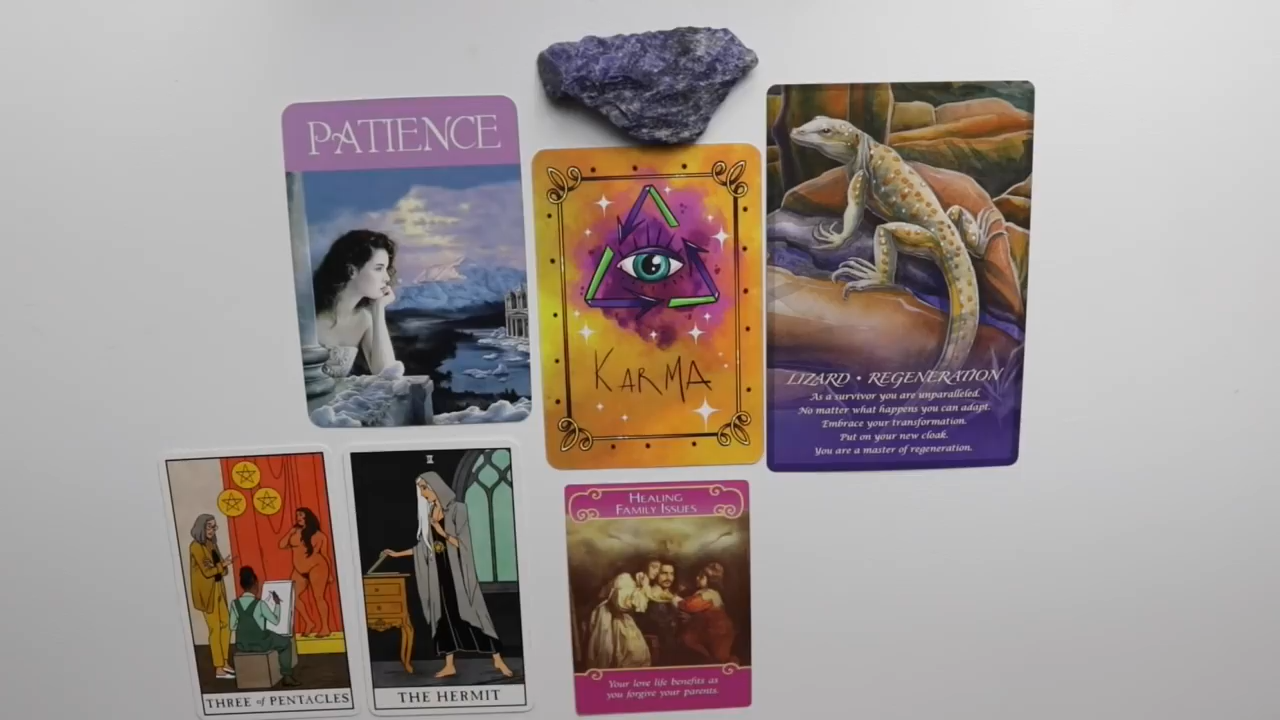 PATIENCE
KARMA
LIZARD • REGENERATION
As a survivor you are unparalleled.
No matter what happens you can adapt.
Embrace your transformation.
Put on your new cloak.
You are a master of regeneration.
THREE of PENTACLES
IX
THE HERMIT
HEALING
FAMILY ISSUES
Your love life benefits as
you forgive your parents.